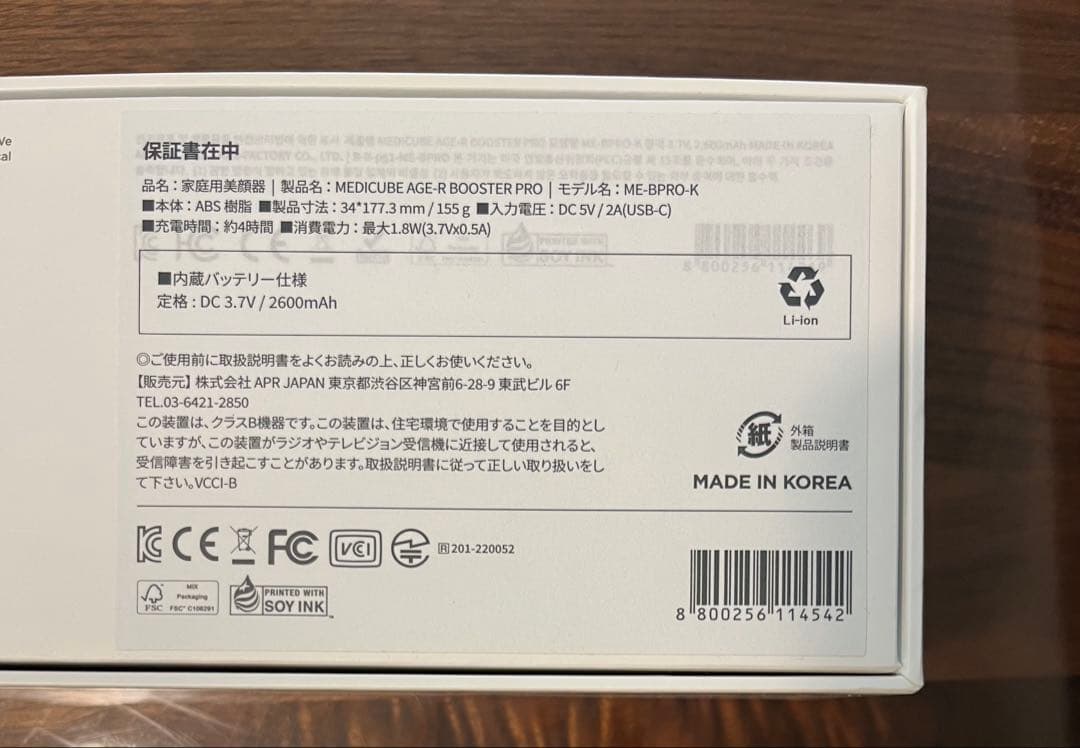 保証書在中
品名 : 家庭用美顔器 | 製品名 : MEDICUBE AGE-R BOOSTER PRO | モデル名 : ME-BPRO-K
■本体 : ABS 樹脂 ■製品寸法 : 34*177.3 mm / 155 g ■入力電圧 : DC 5V / 2A(USB-C)
■充電時間 : 約4時間 ■消費電力 : 最大1.8W(3.7Vx0.5A)
■内蔵バッテリー仕様
定格 : DC 3.7V / 2600mAh
Li-ion
◎ご使用前に取扱説明書をよくお読みの上、正しくお使いください。
【販売元】 株式会社 APR JAPAN 東京都渋谷区神宮前6-28-9 東武ビル 6F
TEL.03-6421-2850
この装置は、クラスB機器です。この装置は、住宅環境で使用することを目的とし
ていますが、この装置がラジオやテレビジョン受信機に近接して使用されると、
受信障害を引き起こすことがあります。取扱説明書に従って正しい取り扱いをし
て下さい。VCCI-B
紙 外箱
製品説明書
MADE IN KOREA
CE FC VCI R 201-220052
MIX
Packaging
FSC FSC® C106291
PRINTED WITH
SOY INK
8 800256 114542